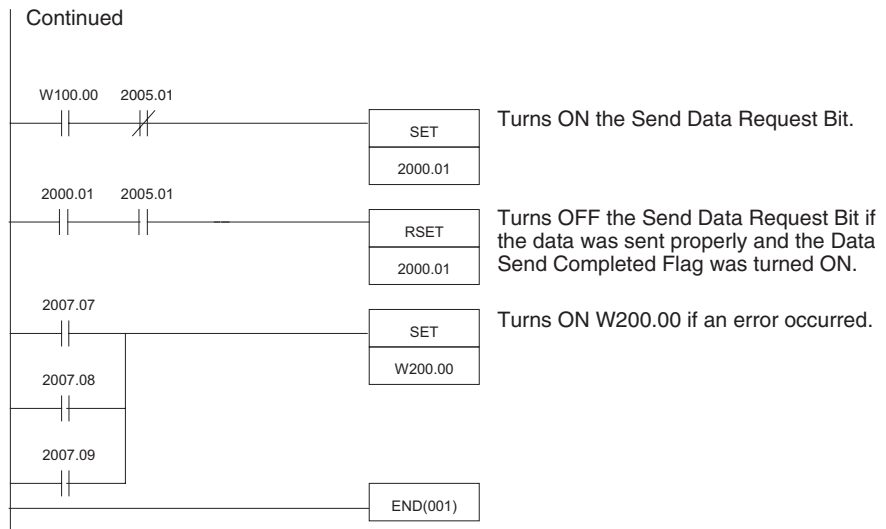 Continued
W100.00 2005.01
SET
2000.01
Turns ON the Send Data Request Bit.
2000.01 2005.01
RSET
2000.01
Turns OFF the Send Data Request Bit if
the data was sent properly and the Data
Send Completed Flag was turned ON.
2007.07
SET
W200.00
Turns ON W200.00 if an error occurred.
2007.08
2007.09
END(001)